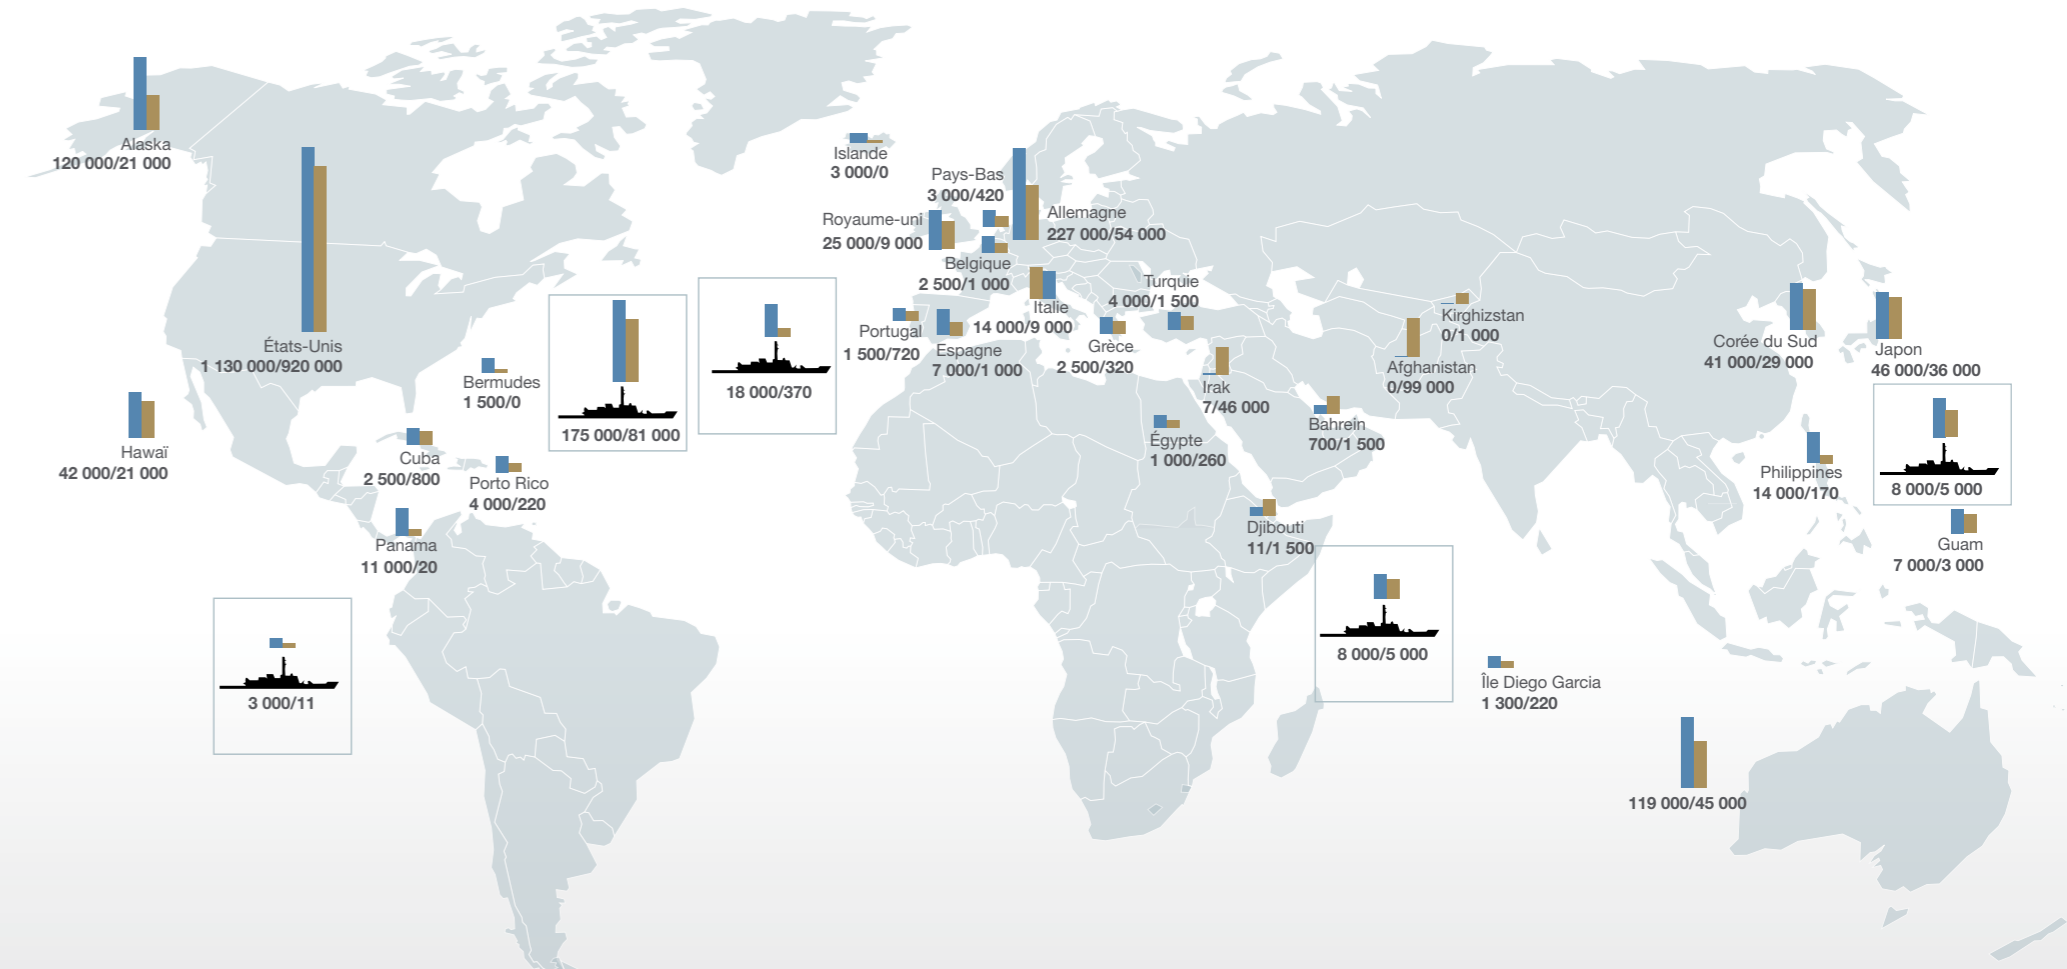 Alaska
120 000/21 000
États-Unis
1 130 000/920 000
Hawaï
42 000/21 000
Bermudes
1 500/0
Cuba
2 500/800
Porto Rico
4 000/220
Panama
11 000/20
3 000/11
175 000/81 000
18 000/370
Islande
3 000/0
Pays-Bas
3 000/420
Royaume-uni
25 000/9 000
Allemagne
227 000/54 000
Belgique
2 500/1 000
Italie
14 000/9 000
Portugal
1 500/720
Espagne
7 000/1 000
Grèce
2 500/320
Turquie
4 000/1 500
Irak
7/46 000
Égypte
1 000/260
Bahrein
700/1 500
Djibouti
11/1 500
Kirghizstan
0/1 000
Afghanistan
0/99 000
8 000/5 000
Île Diego Garcia
1 300/220
Corée du Sud
41 000/29 000
Japon
46 000/36 000
8 000/5 000
Philippines
14 000/170
Guam
7 000/3 000
119 000/45 000